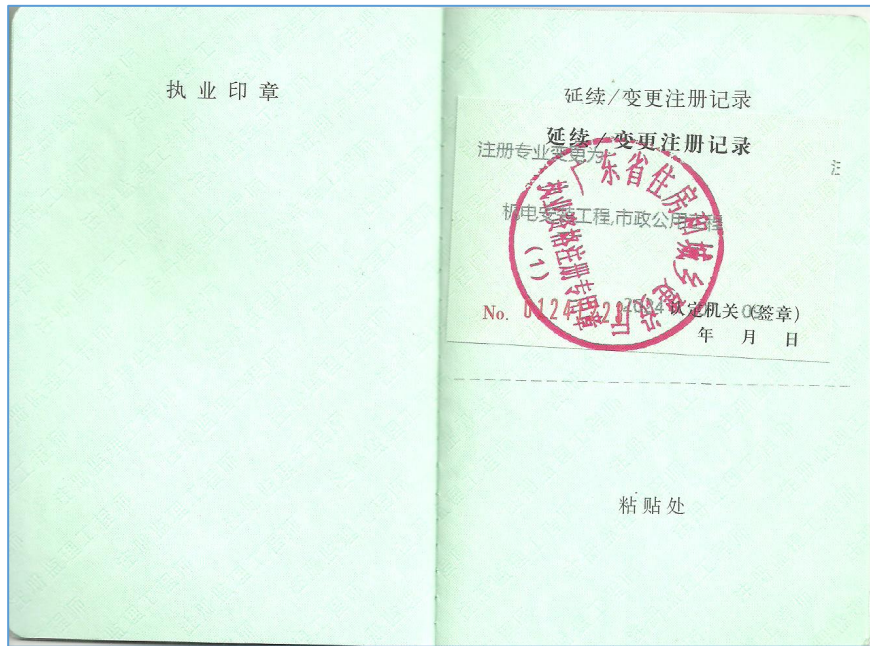 执业印章
延续/变更注册记录
延续/变更注册记录
注册专业变更为:
注
机电安装工程,市政公用工程
广东省住房和城乡建设厅
执业资格注册专用章
(1)
No.
认定机关 (签章)
年 月 日
粘贴处